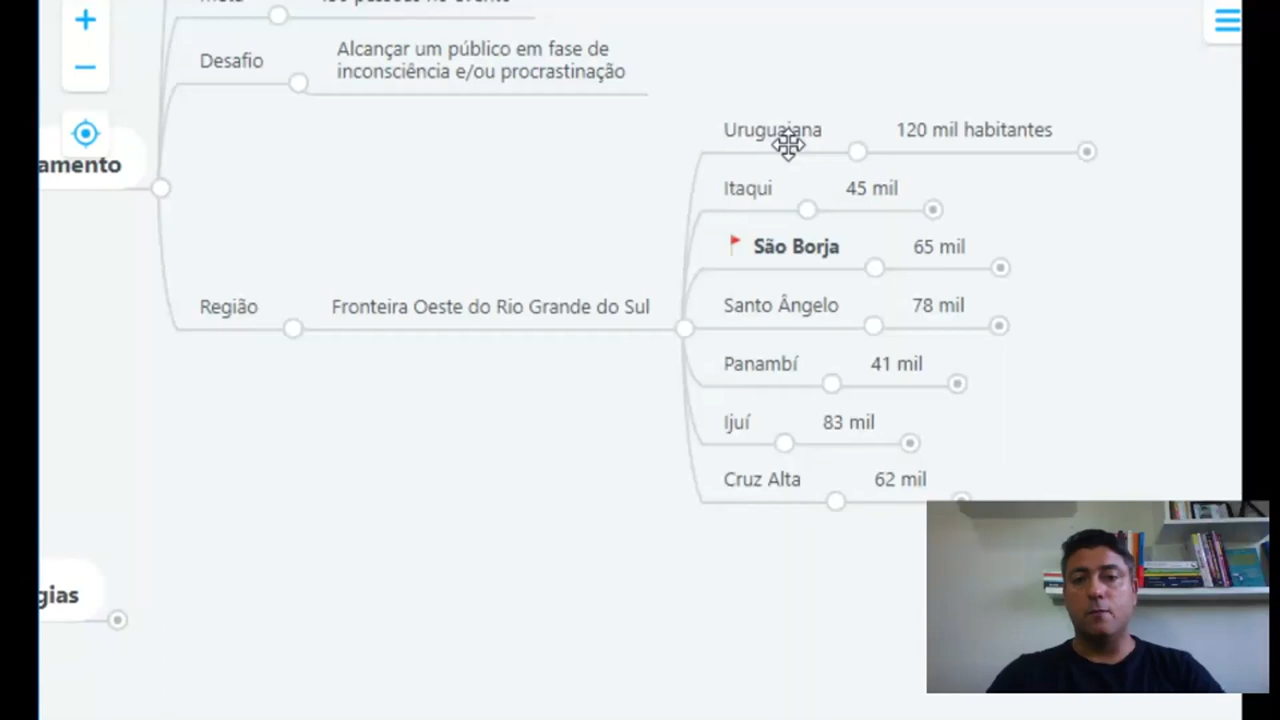 Desafio
Alcançar um público em fase de
inconsciência e/ou procrastinação
amento
Uruguaiana 120 mil habitantes
Itaqui 45 mil
São Borja 65 mil
Santo Ângelo 78 mil
Panambí 41 mil
Ijuí 83 mil
Cruz Alta 62 mil
Região Fronteira Oeste do Rio Grande do Sul
gias